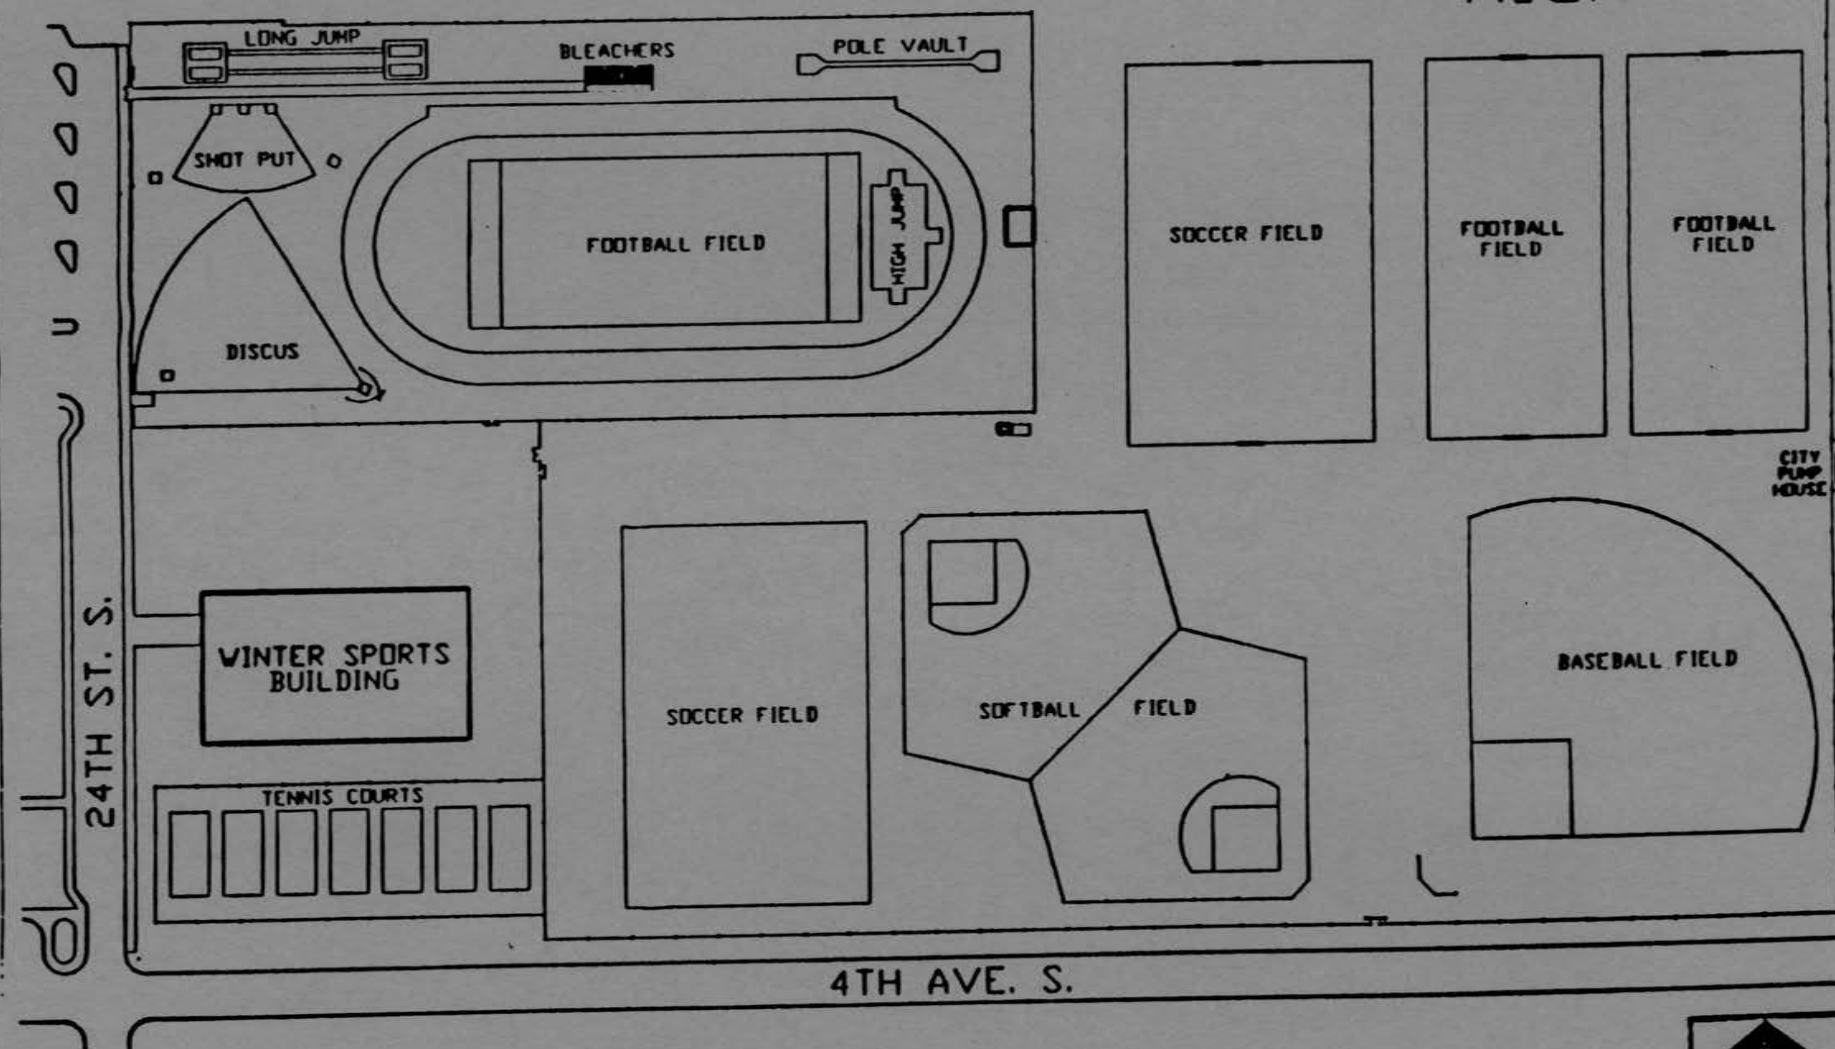 LONG JUMP
BLEACHERS
POLE VAULT
SHOT PUT
FOOTBALL FIELD
HIGH JUMP
SOCCER FIELD
FOOTBALL
FIELD
FOOTBALL
FIELD
DISCUS
CITY
PUMP
HOUSE
WINTER SPORTS
BUILDING
SOCCER FIELD
SOFTBALL FIELD
BASEBALL FIELD
24TH ST. S.
TENNIS COURTS
4TH AVE. S.